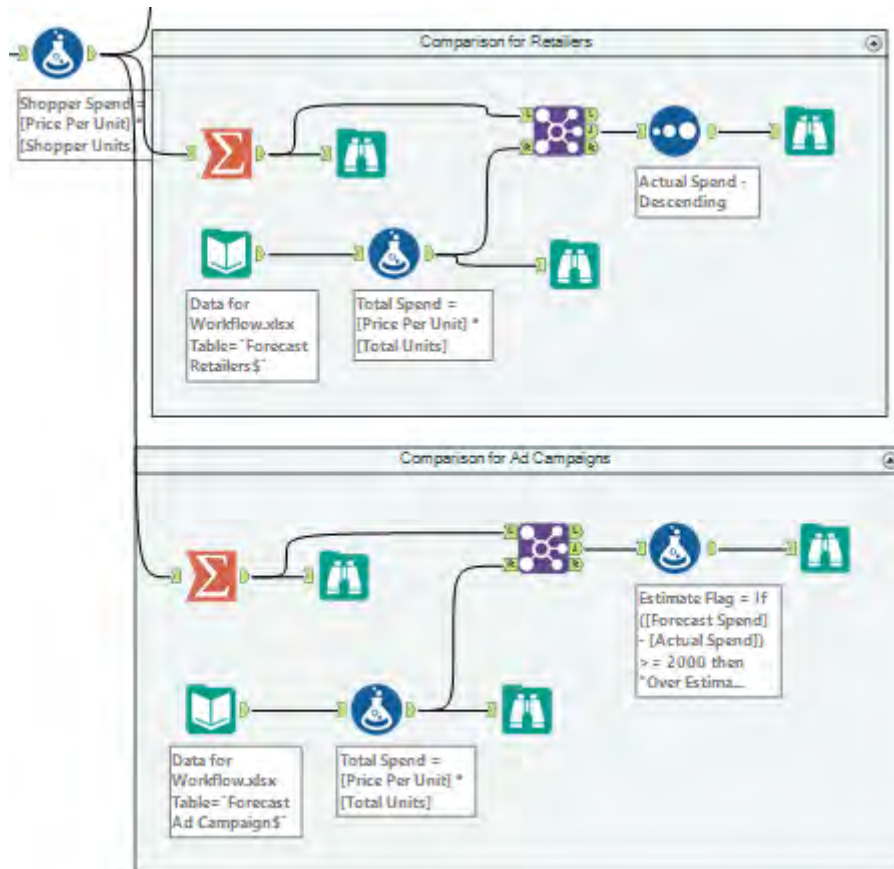 Comparison for Retailers
Shopper Spend =
[Price Per Unit] *
[Shopper Units
Actual Spend -
Descending
Data for
Workflow.xlsx
Table=`Forecast
Retailers$`
Total Spend =
[Price Per Unit] *
[Total Units]
Comparison for Ad Campaigns
Estimate Flag = If
([Forecast Spend]
- [Actual Spend])
> = 2000 then
"Over Estima...
Data for
Workflow.xlsx
Table=`Forecast
Ad Campaign$`
Total Spend =
[Price Per Unit] *
[Total Units]